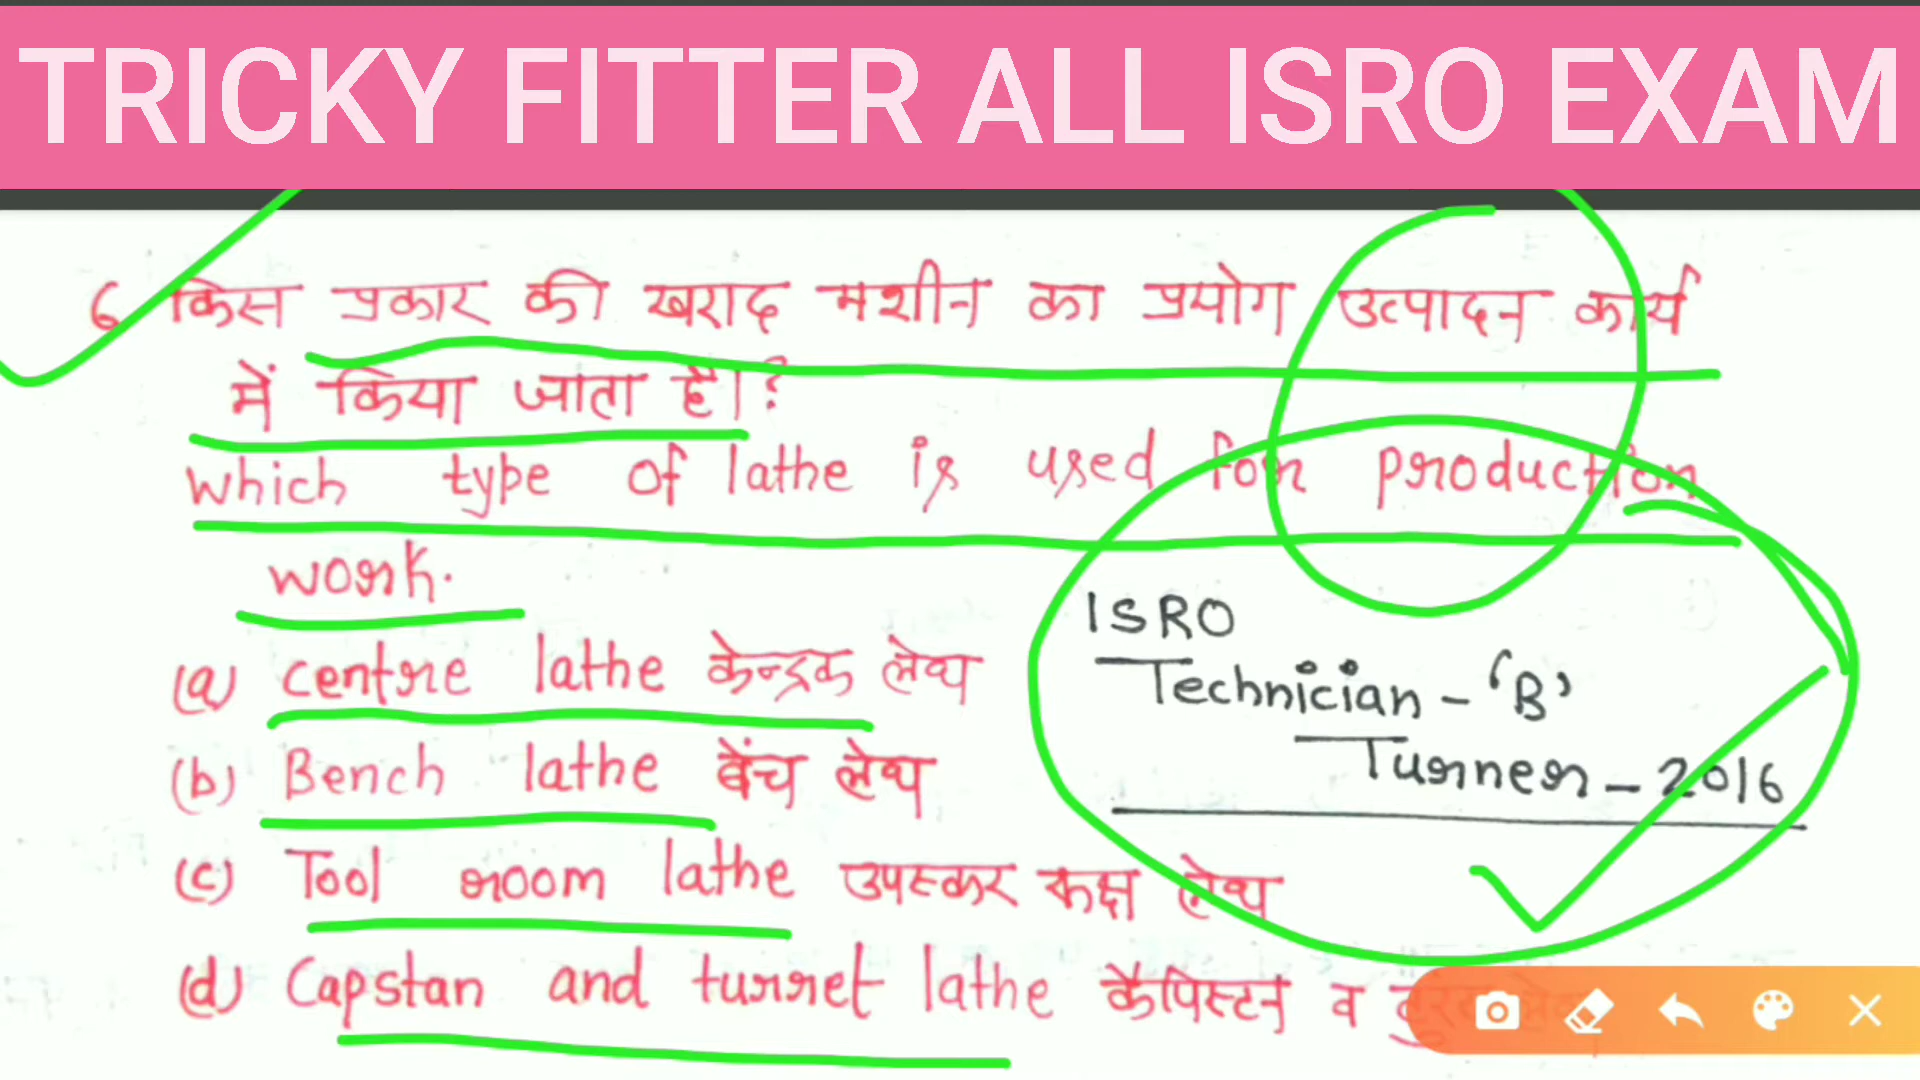 TRICKY FITTER ALL ISRO EXAM
6 किस प्रकार की खराद मशीन का प्रयोग उत्पादन कार्य
में किया जाता है।?
which type of lathe is used for production
work.
(a) centre lathe केन्द्रक लेथ
(b) Bench lathe बेंच लेथ
(c) Tool room lathe उपस्कर कक्ष लेथ
(d) Capstan and turret lathe कैपिस्टन व
ISRO
Technician - 'B'
Turner - 2016